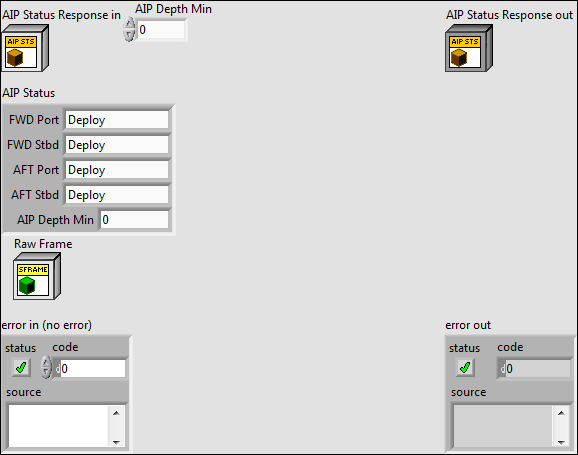 AIP Status Response in
AIP Depth Min
AIP Status Response out
AIP STS
0
AIP STS
AIP Status
FWD Port Deploy
FWD Stbd Deploy
AFT Port Deploy
AFT Stbd Deploy
AIP Depth Min 0
Raw Frame
SFRAME
error in (no error)
error out
status code
d0
source
status code
d0
source